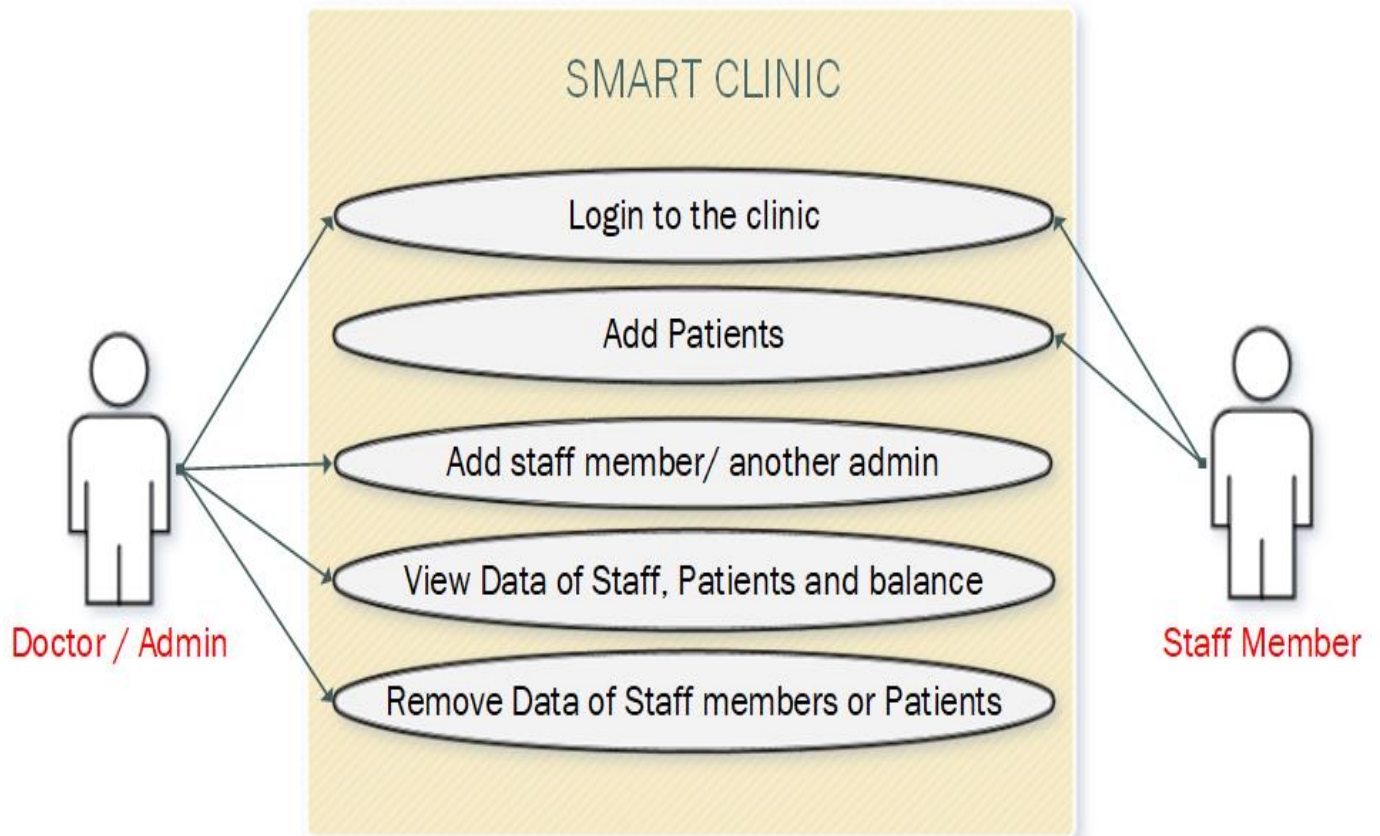 SMART CLINIC
Login to the clinic
Add Patients
Add staff member/ another admin
View Data of Staff, Patients and balance
Remove Data of Staff members or Patients
Doctor / Admin
Staff Member